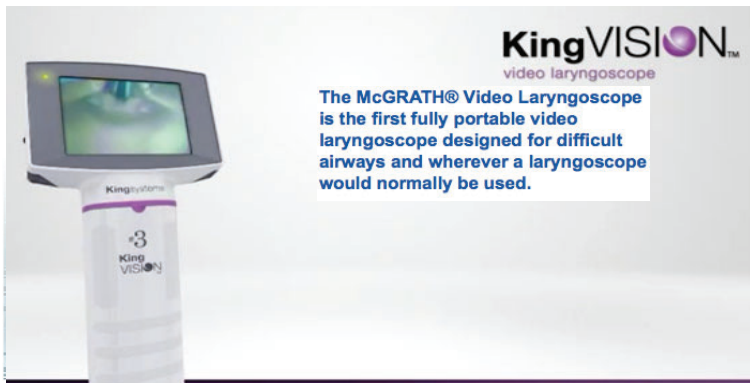 KingVISION™
video laryngoscope
The McGRATH® Video Laryngoscope
is the first fully portable video
laryngoscope designed for difficult
airways and wherever a laryngoscope
would normally be used.
Kingsystems
#3
King
VISION™